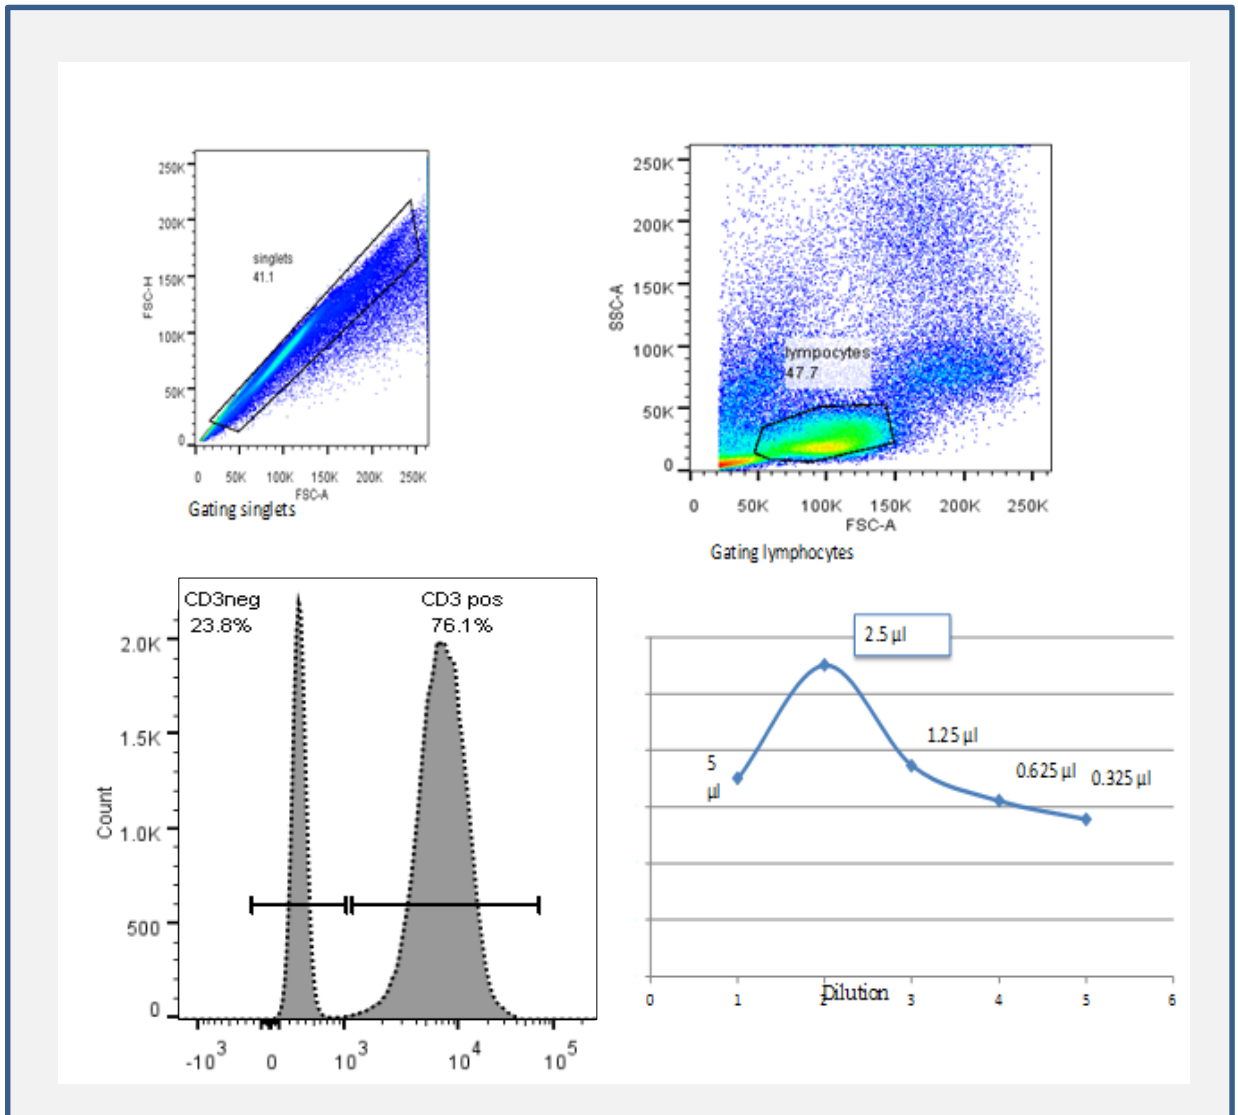 250K
200K
150K
100K
50K
0
FSC-H
singlets
41.1
0 50K 100K 150K 200K 250K
FSC-A
Gating singlets
250K
200K
150K
100K
50K
0
SSC-A
lympocytes
47.7
0 50K 100K 150K 200K 250K
FSC-A
Gating lymphocytes
CD3neg
23.8%
CD3 pos
76.1%
2.0K
1.5K
1.0K
500
0
Count
-10³ 0 10³ 10⁴ 10⁵
2.5 µl
5
µl
1.25 µl
0.625 µl
0.325 µl
0 1 2 3 4 5 6
Dilution